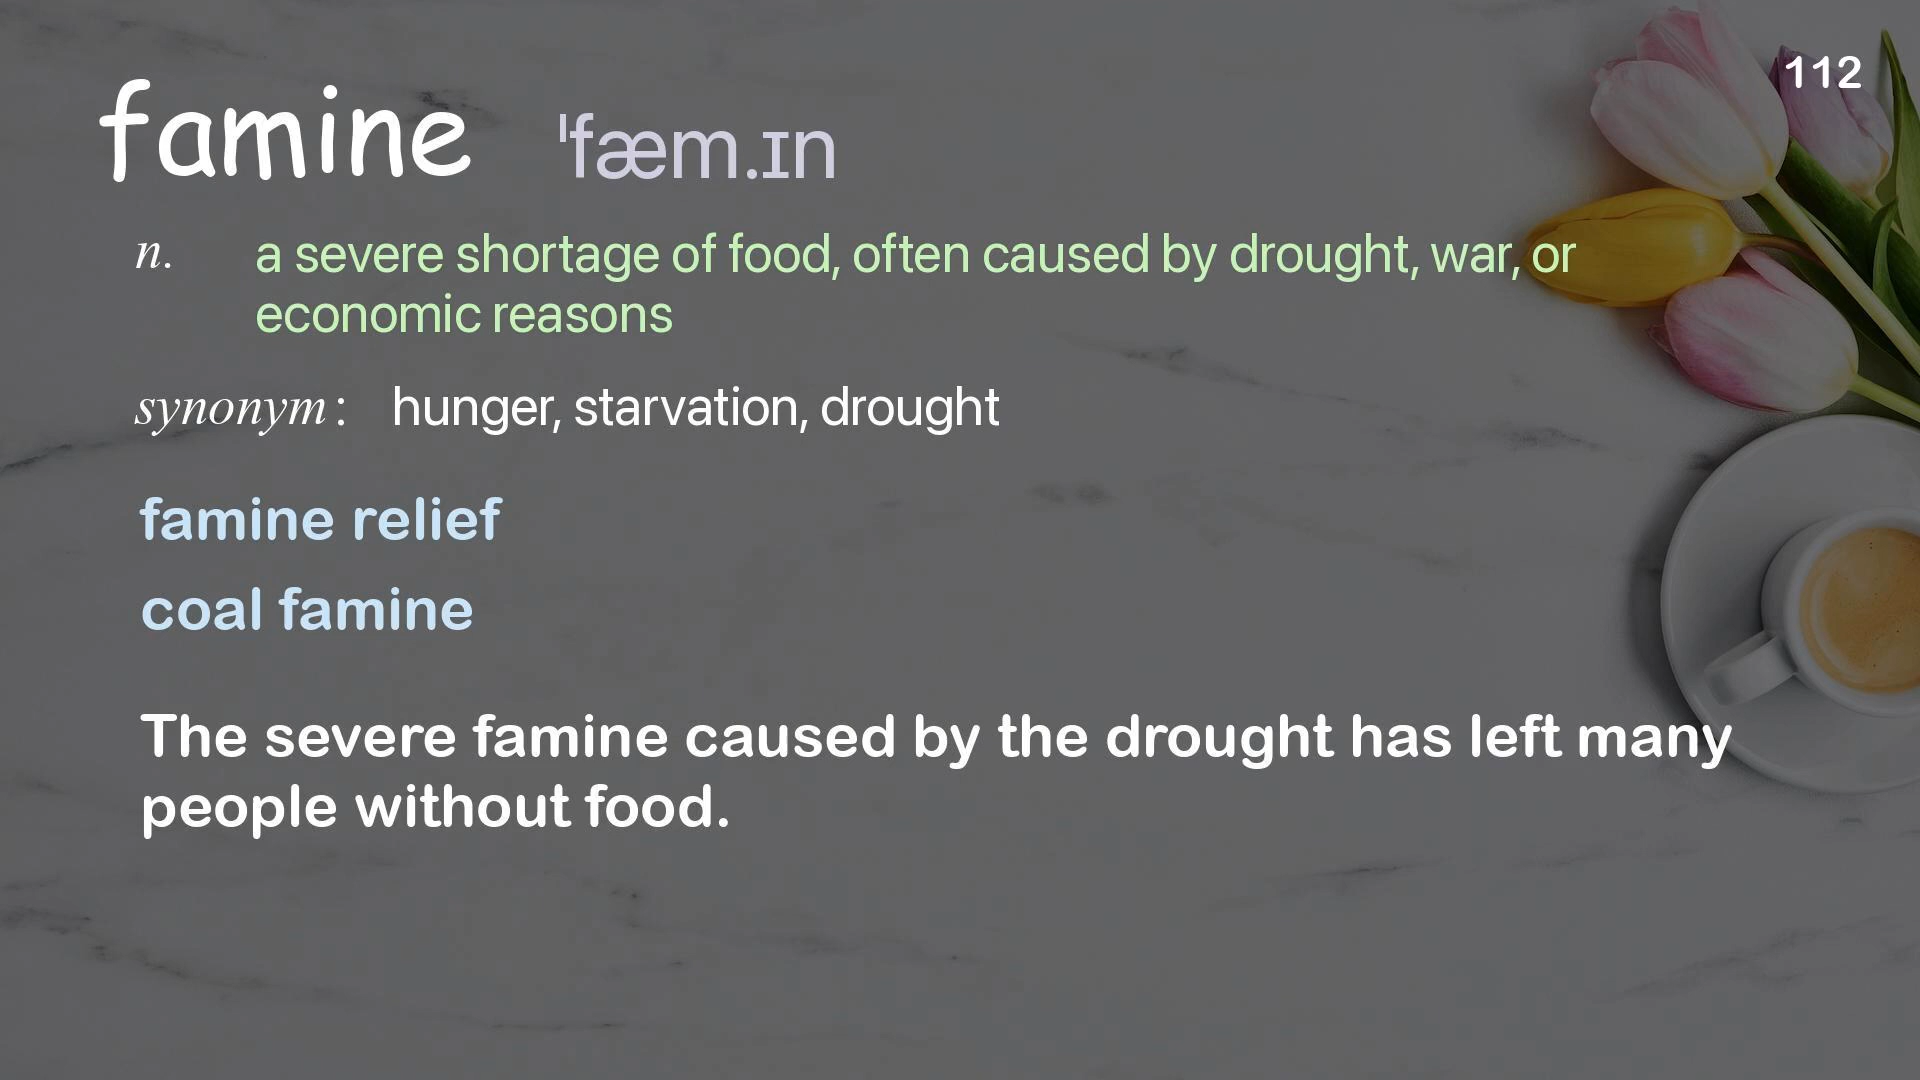 112
famine ˈfæm.ɪn
n. a severe shortage of food, often caused by drought, war, or
economic reasons
synonym : hunger, starvation, drought
famine relief
coal famine
The severe famine caused by the drought has left many
people without food.